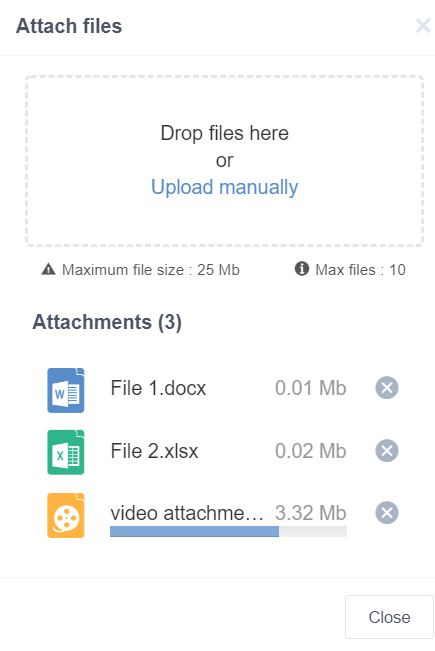 Attach files
Drop files here
or
Upload manually
Maximum file size : 25 Mb
Max files : 10
Attachments (3)
W
File 1.docx 0.01 Mb
X
File 2.xlsx 0.02 Mb
video attachme... 3.32 Mb
Close